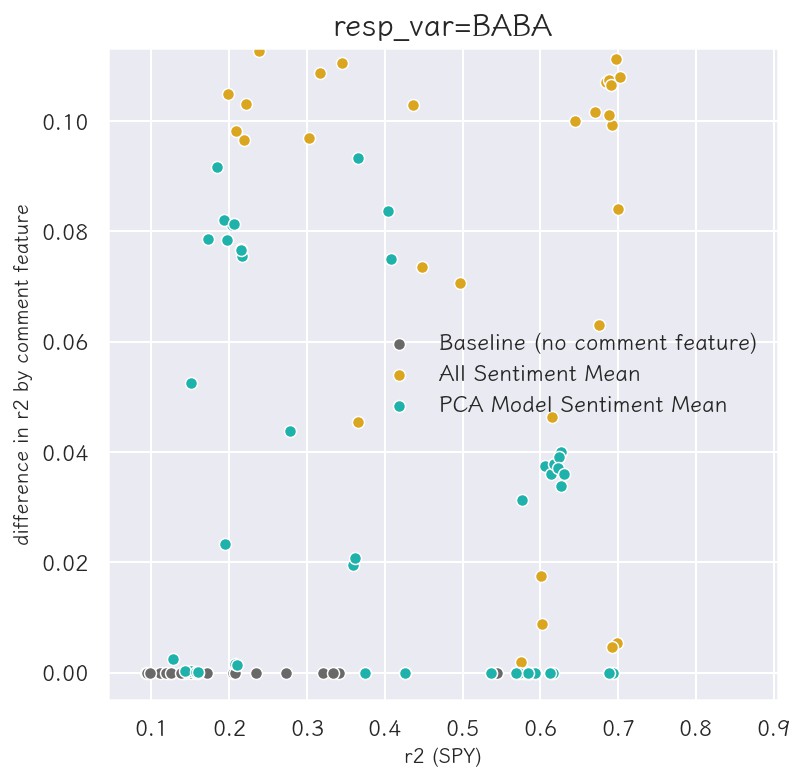 resp_var=BABA
difference in r2 by comment feature
0.10
0.08
0.06
0.04
0.02
0.00
Baseline (no comment feature)
All Sentiment Mean
PCA Model Sentiment Mean
0.1 0.2 0.3 0.4 0.5 0.6 0.7 0.8 0.9
r2 (SPY)